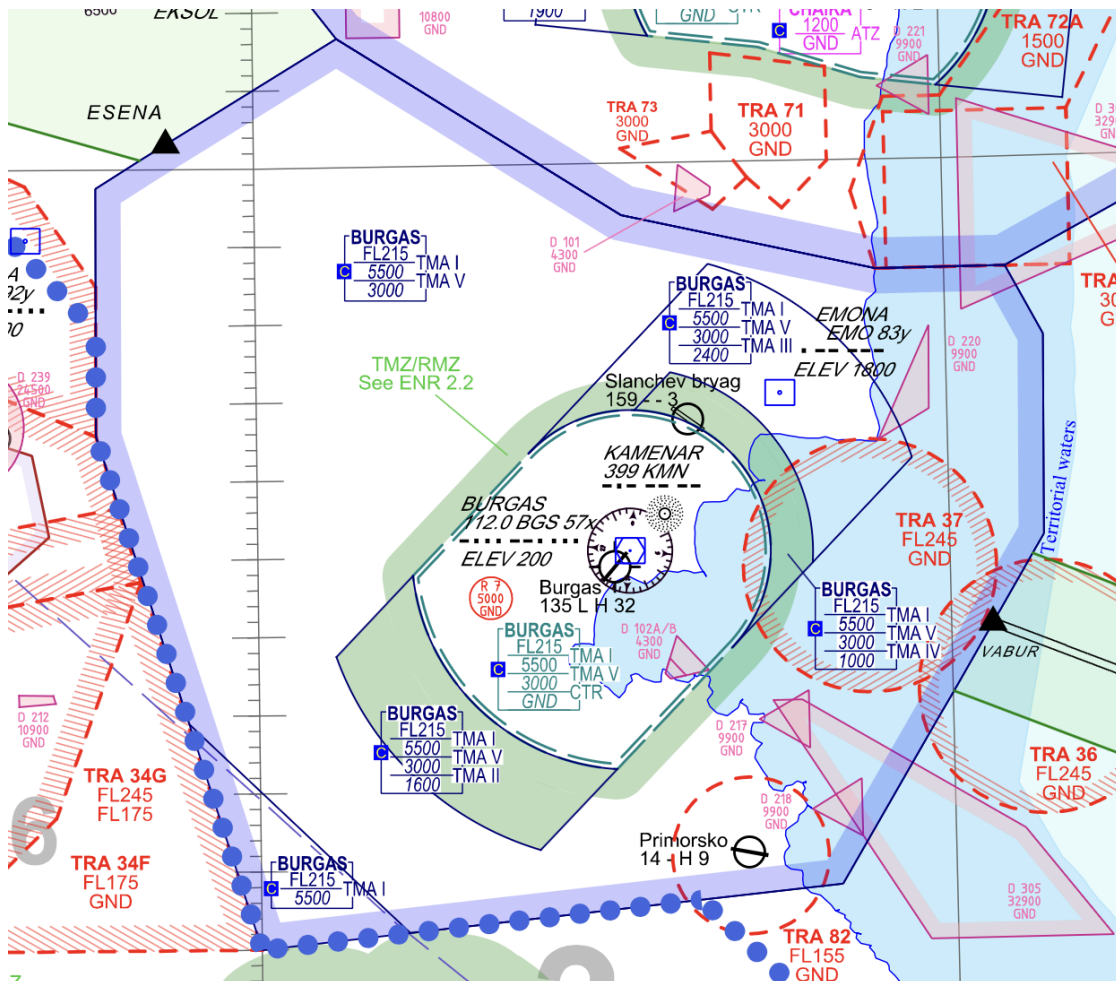 6500
EKSOL
10800
GND
1900
GND
CTR
CHAIKA
C
1200
ATZ
GND
D 221
9900
GND
TRA 72A
1500
GND
ESENA
TRA 73
3000
GND
TRA 71
3000
GND
32900
GND
D 101
4300
GND
BURGAS
FL215
C
5500
TMA I
3000
TMA V
BURGAS
FL215
C
5500
TMA I
3000
TMA V
2400
TMA III
EMONA
EMO 83y
ELEV 1800
D 220
9900
GND
A
92y
00
D 239
24500
GND
TMZ/RMZ
See ENR 2.2
Slanchev bryag
159 - - 3
KAMENAR
399 KMN
BURGAS
112.0 BGS 57x
ELEV 200
Territorial waters
TRA 37
FL245
GND
R 7
5000
GND
Burgas
135 L H 32
D 102A/B
4300
GND
BURGAS
FL215
C
5500
TMA I
3000
TMA V
1000
TMA IV
VABUR
BURGAS
FL215
C
5500
TMA I
3000
TMA V
GND
CTR
D 212
10900
GND
BURGAS
FL215
C
5500
TMA I
3000
TMA V
1600
TMA II
D 217
9900
GND
TRA 36
FL245
GND
TRA 34G
FL245
FL175
6
D 218
9900
GND
Primorsko
14 - H 9
TRA 34F
FL175
GND
BURGAS
FL215
C
5500
TMA I
D 305
32900
GND
TRA 82
FL155
GND
Z